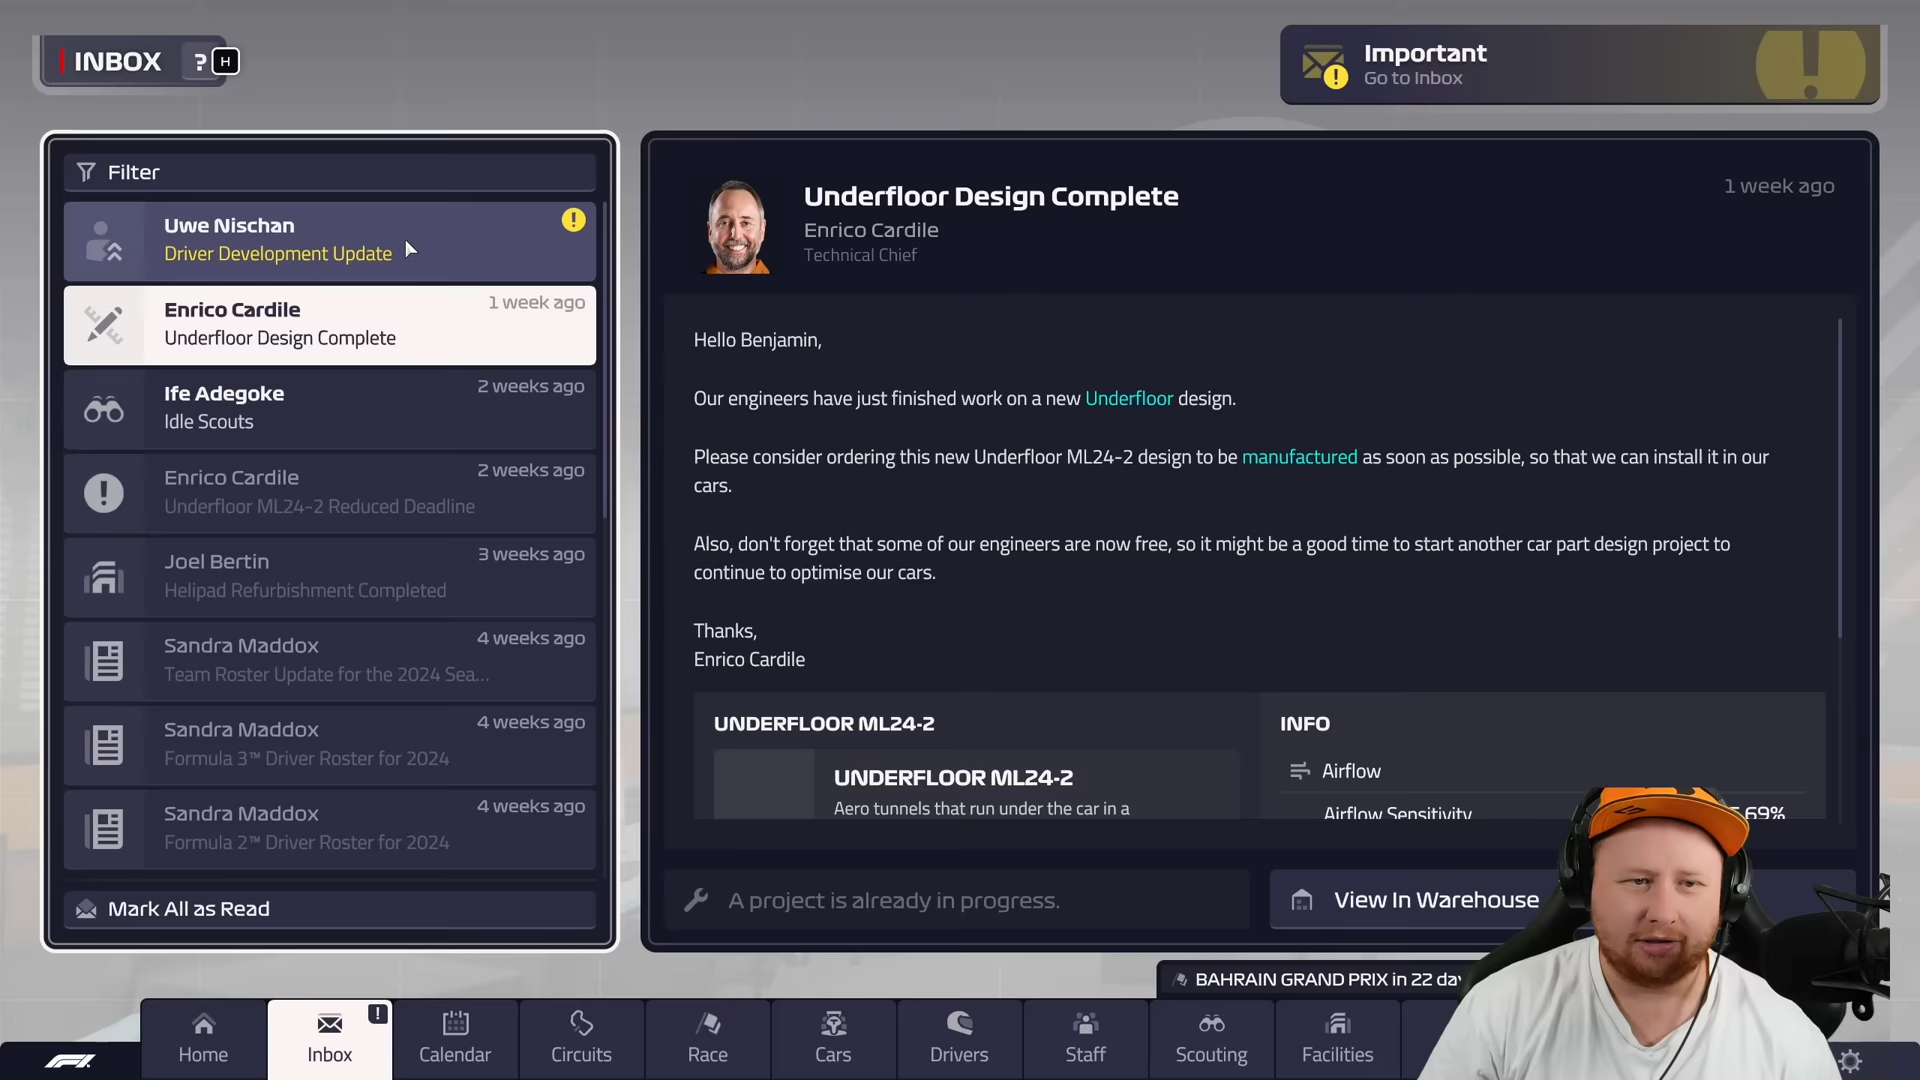 INBOX
?
H
Important
Go to Inbox
Filter
Uwe Nischan
Driver Development Update
Enrico Cardile
1 week ago
Underfloor Design Complete
Ife Adegoke
2 weeks ago
Idle Scouts
Enrico Cardile
2 weeks ago
Underfloor ML24-2 Reduced Deadline
Joel Bertin
3 weeks ago
Helipad Refurbishment Completed
Sandra Maddox
4 weeks ago
Team Roster Update for the 2024 Sea...
Sandra Maddox
4 weeks ago
Formula 3™ Driver Roster for 2024
Sandra Maddox
4 weeks ago
Formula 2™ Driver Roster for 2024
Mark All as Read
Underfloor Design Complete
1 week ago
Enrico Cardile
Technical Chief
Hello Benjamin,
Our engineers have just finished work on a new Underfloor design.
Please consider ordering this new Underfloor ML24-2 design to be manufactured as soon as possible, so that we can install it in our
cars.
Also, don't forget that some of our engineers are now free, so it might be a good time to start another car part design project to
continue to optimise our cars.
Thanks,
Enrico Cardile
UNDERFLOOR ML24-2
UNDERFLOOR ML24-2
Aero tunnels that run under the car in a
INFO
Airflow
Airflow Sensitivity
.69%
A project is already in progress.
View In Warehouse
BAHRAIN GRAND PRIX in 22
Home
Inbox
Calendar
Circuits
Race
Cars
Drivers
Staff
Scouting
Facilities
F1